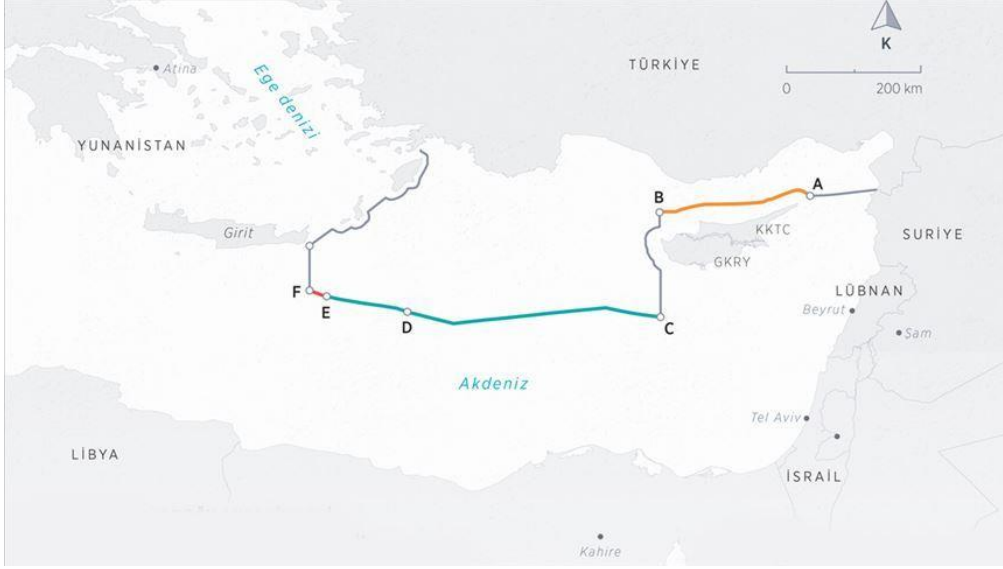 K
TÜRKİYE
0
200 km
Atina
Ege denizi
YUNANİSTAN
A
B
Girit
KKTC
GKRY
SURİYE
F
E
D
C
LÜBNAN
Beyrut
Şam
Akdeniz
Tel Aviv
LİBYA
İSRAİL
Kahire